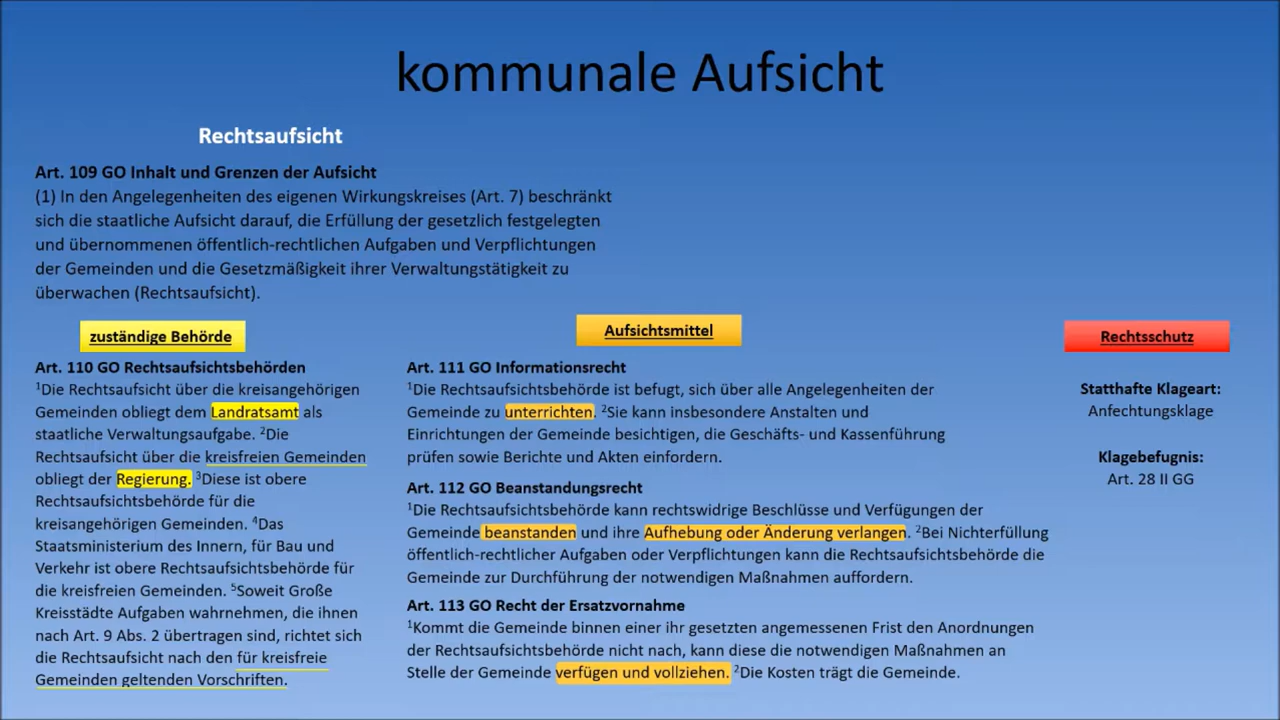 kommunale Aufsicht
Rechtsaufsicht
Art. 109 GO Inhalt und Grenzen der Aufsicht
(1) In den Angelegenheiten des eigenen Wirkungskreises (Art. 7) beschränkt
sich die staatliche Aufsicht darauf, die Erfüllung der gesetzlich festgelegten
und übernommenen öffentlich-rechtlichen Aufgaben und Verpflichtungen
der Gemeinden und die Gesetzmäßigkeit ihrer Verwaltungstätigkeit zu
überwachen (Rechtsaufsicht).
zuständige Behörde
Art. 110 GO Rechtsaufsichtsbehörden
¹Die Rechtsaufsicht über die kreisangehörigen
Gemeinden obliegt dem Landratsamt als
staatliche Verwaltungsaufgabe. ²Die
Rechtsaufsicht über die kreisfreien Gemeinden
obliegt der Regierung. ³Diese ist obere
Rechtsaufsichtsbehörde für die
kreisangehörigen Gemeinden. ⁴Das
Staatsministerium des Innern, für Bau und
Verkehr ist obere Rechtsaufsichtsbehörde für
die kreisfreien Gemeinden. ⁵Soweit Große
Kreisstädte Aufgaben wahrnehmen, die ihnen
nach Art. 9 Abs. 2 übertragen sind, richtet sich
die Rechtsaufsicht nach den für kreisfreie
Gemeinden geltenden Vorschriften.
Aufsichtsmittel
Art. 111 GO Informationsrecht
¹Die Rechtsaufsichtsbehörde ist befugt, sich über alle Angelegenheiten der
Gemeinde zu unterrichten. ²Sie kann insbesondere Anstalten und
Einrichtungen der Gemeinde besichtigen, die Geschäfts- und Kassenführung
prüfen sowie Berichte und Akten einfordern.
Art. 112 GO Beanstandungsrecht
¹Die Rechtsaufsichtsbehörde kann rechtswidrige Beschlüsse und Verfügungen der
Gemeinde beanstanden und ihre Aufhebung oder Änderung verlangen. ²Bei Nichterfüllung
öffentlich-rechtlicher Aufgaben oder Verpflichtungen kann die Rechtsaufsichtsbehörde die
Gemeinde zur Durchführung der notwendigen Maßnahmen auffordern.
Art. 113 GO Recht der Ersatzvornahme
¹Kommt die Gemeinde binnen einer ihr gesetzten angemessenen Frist den Anordnungen
der Rechtsaufsichtsbehörde nicht nach, kann diese die notwendigen Maßnahmen an
Stelle der Gemeinde verfügen und vollziehen. ²Die Kosten trägt die Gemeinde.
Rechtsschutz
Statthafte Klageart:
Anfechtungsklage
Klagebefugnis:
Art. 28 II GG